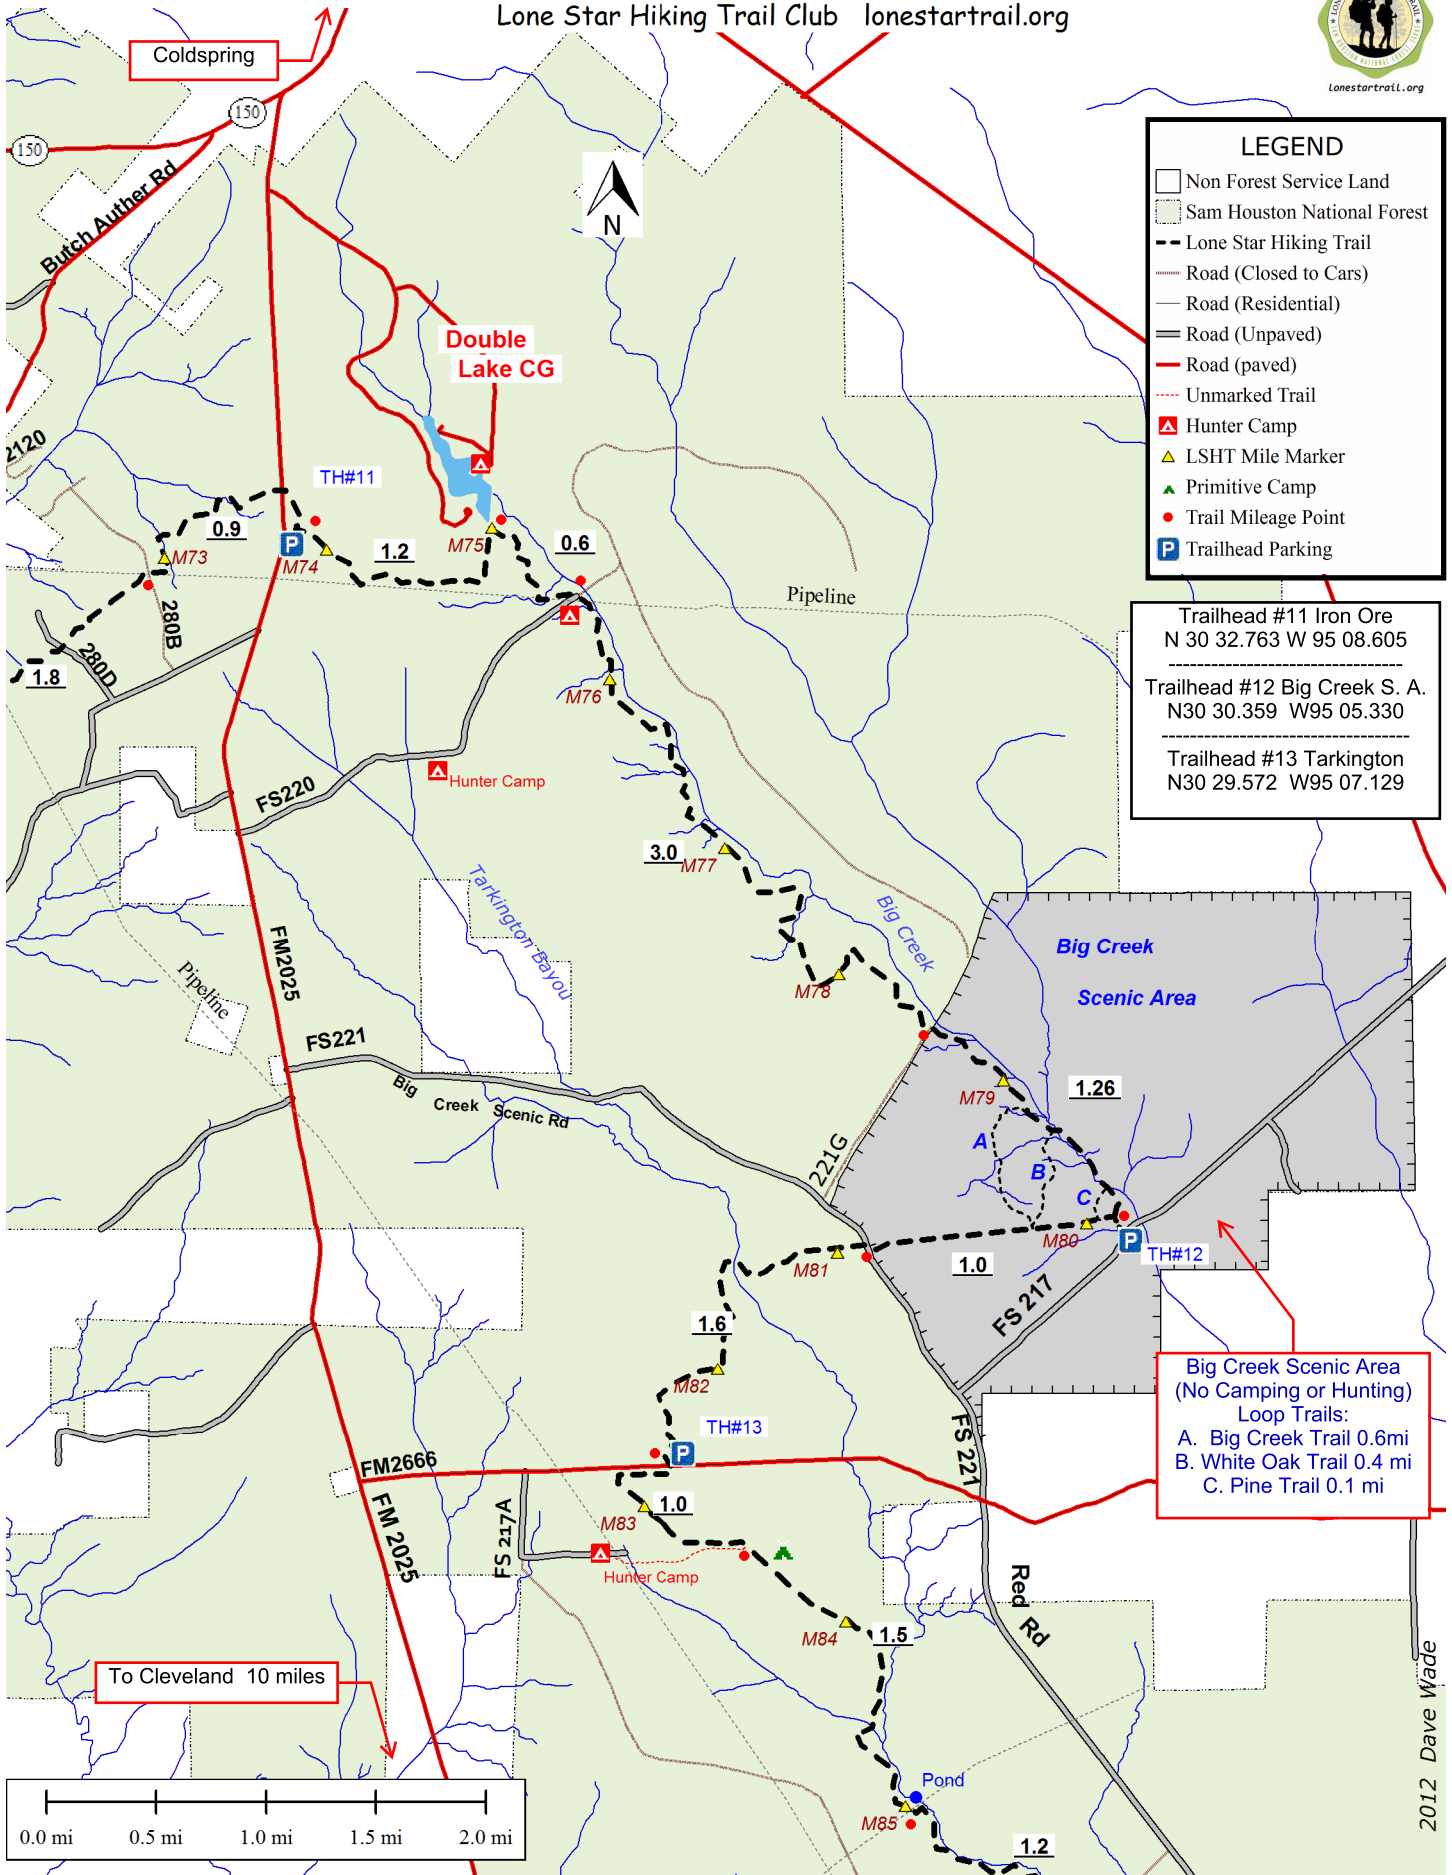 Lone Star Hiking Trail Club lonestartrail.org
lonestartrail.org
Coldspring
150
150
Butch Auther Rd
N
LEGEND
Non Forest Service Land
Sam Houston National Forest
Lone Star Hiking Trail
Road (Closed to Cars)
Road (Residential)
Road (Unpaved)
Road (paved)
Unmarked Trail
Hunter Camp
LSHT Mile Marker
Primitive Camp
Trail Mileage Point
P Trailhead Parking
Double
Lake CG
2120
TH#11
0.9
P
M73
M74
1.2
M75
0.6
Pipeline
280B
280D
1.8
Trailhead #11 Iron Ore
N 30 32.763 W 95 08.605
---------------------------------
Trailhead #12 Big Creek S. A.
N30 30.359 W95 05.330
-----------------------------------
Trailhead #13 Tarkington
N30 29.572 W95 07.129
M76
Hunter Camp
FS220
3.0
M77
Tarkington Bayou
Big Creek
FM2025
Pipeline
M78
Big Creek
Scenic Area
FS221
Big Creek Scenic Rd
M79
1.26
221G
A
B
C
M80
P
TH#12
M81
1.0
FS 217
1.6
M82
Big Creek Scenic Area
(No Camping or Hunting)
Loop Trails:
A. Big Creek Trail 0.6mi
B. White Oak Trail 0.4 mi
C. Pine Trail 0.1 mi
TH#13
P
FS 221
FM2666
FM 2025
FS 217A
1.0
M83
Hunter Camp
Red Rd
M84
1.5
To Cleveland 10 miles
2012 Dave Wade
Pond
M85
1.2
0.0 mi 0.5 mi 1.0 mi 1.5 mi 2.0 mi